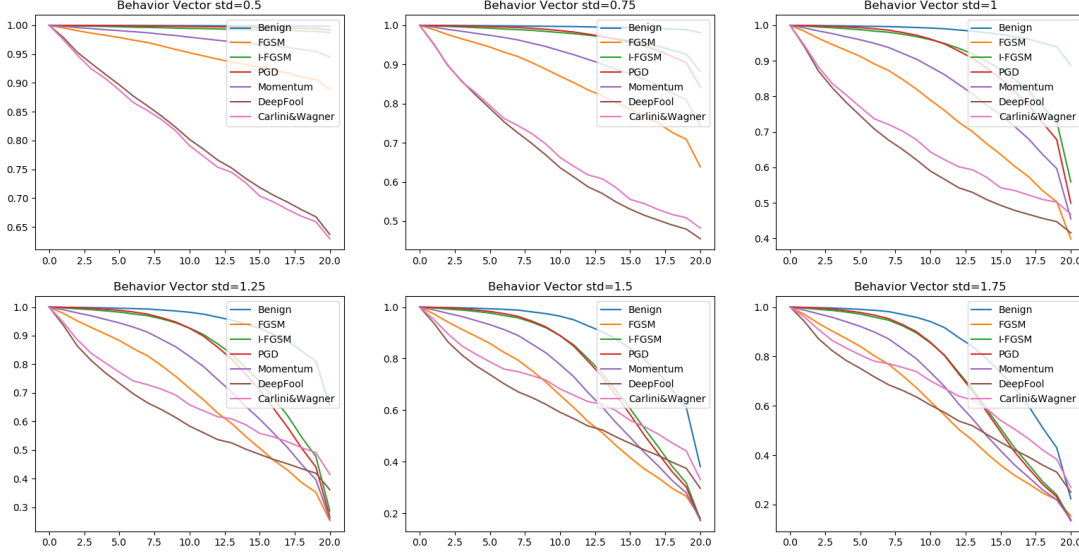 Behavior Vector std=0.5
1.00
0.95
0.90
0.85
0.80
0.75
0.70
0.65
0.0 2.5 5.0 7.5 10.0 12.5 15.0 17.5 20.0
Benign
FGSM
I-FGSM
PGD
Momentum
DeepFool
Carlini&Wagner
Behavior Vector std=0.75
1.0
0.9
0.8
0.7
0.6
0.5
0.0 2.5 5.0 7.5 10.0 12.5 15.0 17.5 20.0
Benign
FGSM
I-FGSM
PGD
Momentum
DeepFool
Carlini&Wagner
Behavior Vector std=1
1.0
0.9
0.8
0.7
0.6
0.5
0.4
0.0 2.5 5.0 7.5 10.0 12.5 15.0 17.5 20.0
Benign
FGSM
I-FGSM
PGD
Momentum
DeepFool
Carlini&Wagner
Behavior Vector std=1.25
1.0
0.9
0.8
0.7
0.6
0.5
0.4
0.3
0.0 2.5 5.0 7.5 10.0 12.5 15.0 17.5 20.0
Benign
FGSM
I-FGSM
PGD
Momentum
DeepFool
Carlini&Wagner
Behavior Vector std=1.5
1.0
0.8
0.6
0.4
0.2
0.0 2.5 5.0 7.5 10.0 12.5 15.0 17.5 20.0
Benign
FGSM
I-FGSM
PGD
Momentum
DeepFool
Carlini&Wagner
Behavior Vector std=1.75
1.0
0.8
0.6
0.4
0.2
0.0 2.5 5.0 7.5 10.0 12.5 15.0 17.5 20.0
Benign
FGSM
I-FGSM
PGD
Momentum
DeepFool
Carlini&Wagner